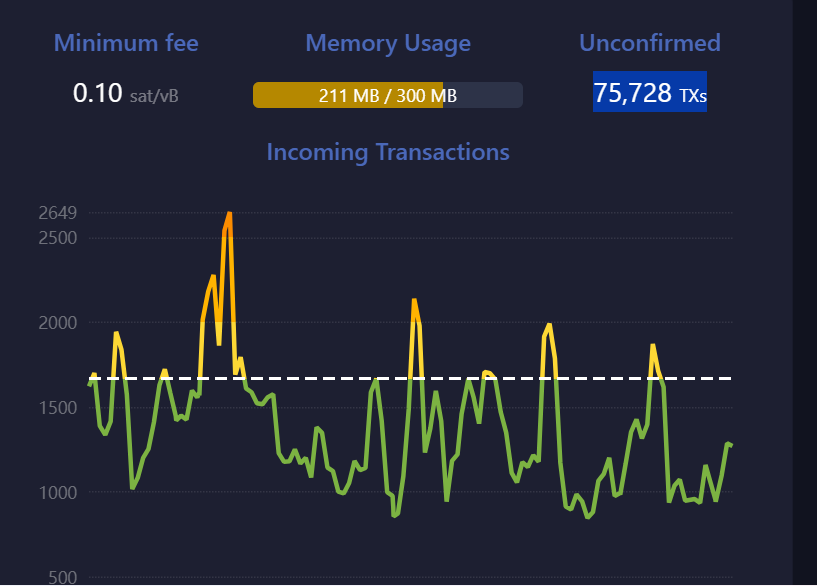 Minimum fee Memory Usage Unconfirmed
0.10 sat/vB 211 MB / 300 MB 75,728 TXs
Incoming Transactions
2649
2500
2000
1500
1000
500